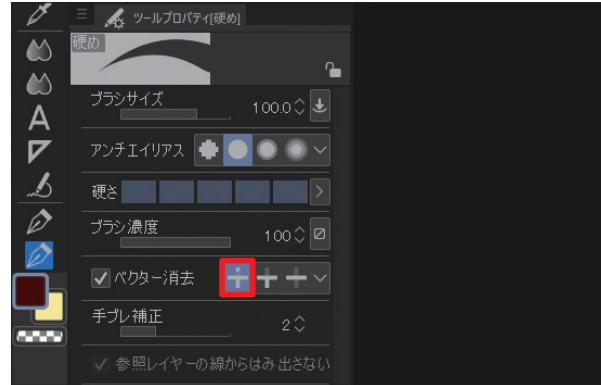 ツールプロパティ[硬め]
硬め
ブラシサイズ 100.0
アンチエイリアス
硬さ
ブラシ濃度 100
ベクター消去
手ブレ補正 2
参照レイヤーの線からはみ出さない
A